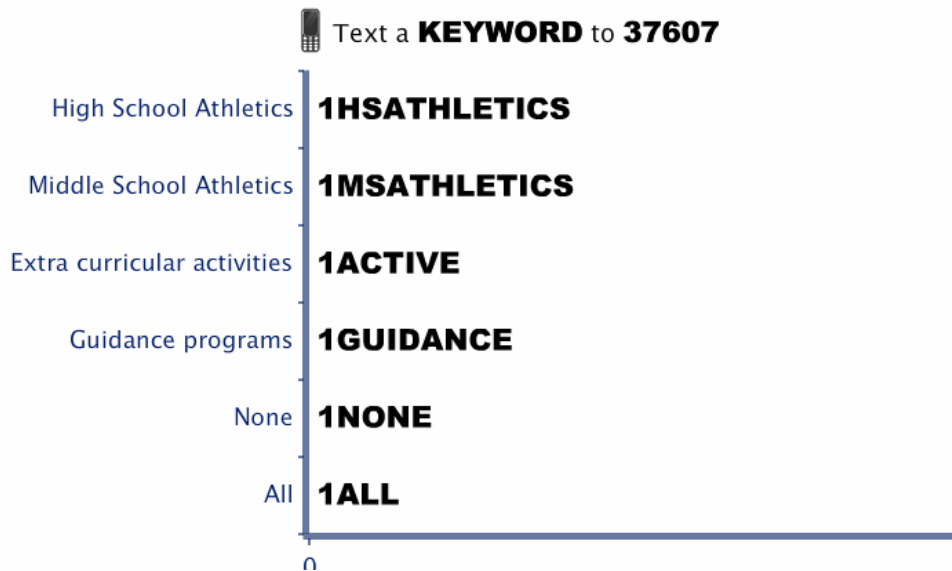 Text a KEYWORD to 37607
High School Athletics 1HSATHLETICS
Middle School Athletics 1MSATHLETICS
Extra curricular activities 1ACTIVE
Guidance programs 1GUIDANCE
None 1NONE
All 1ALL
0